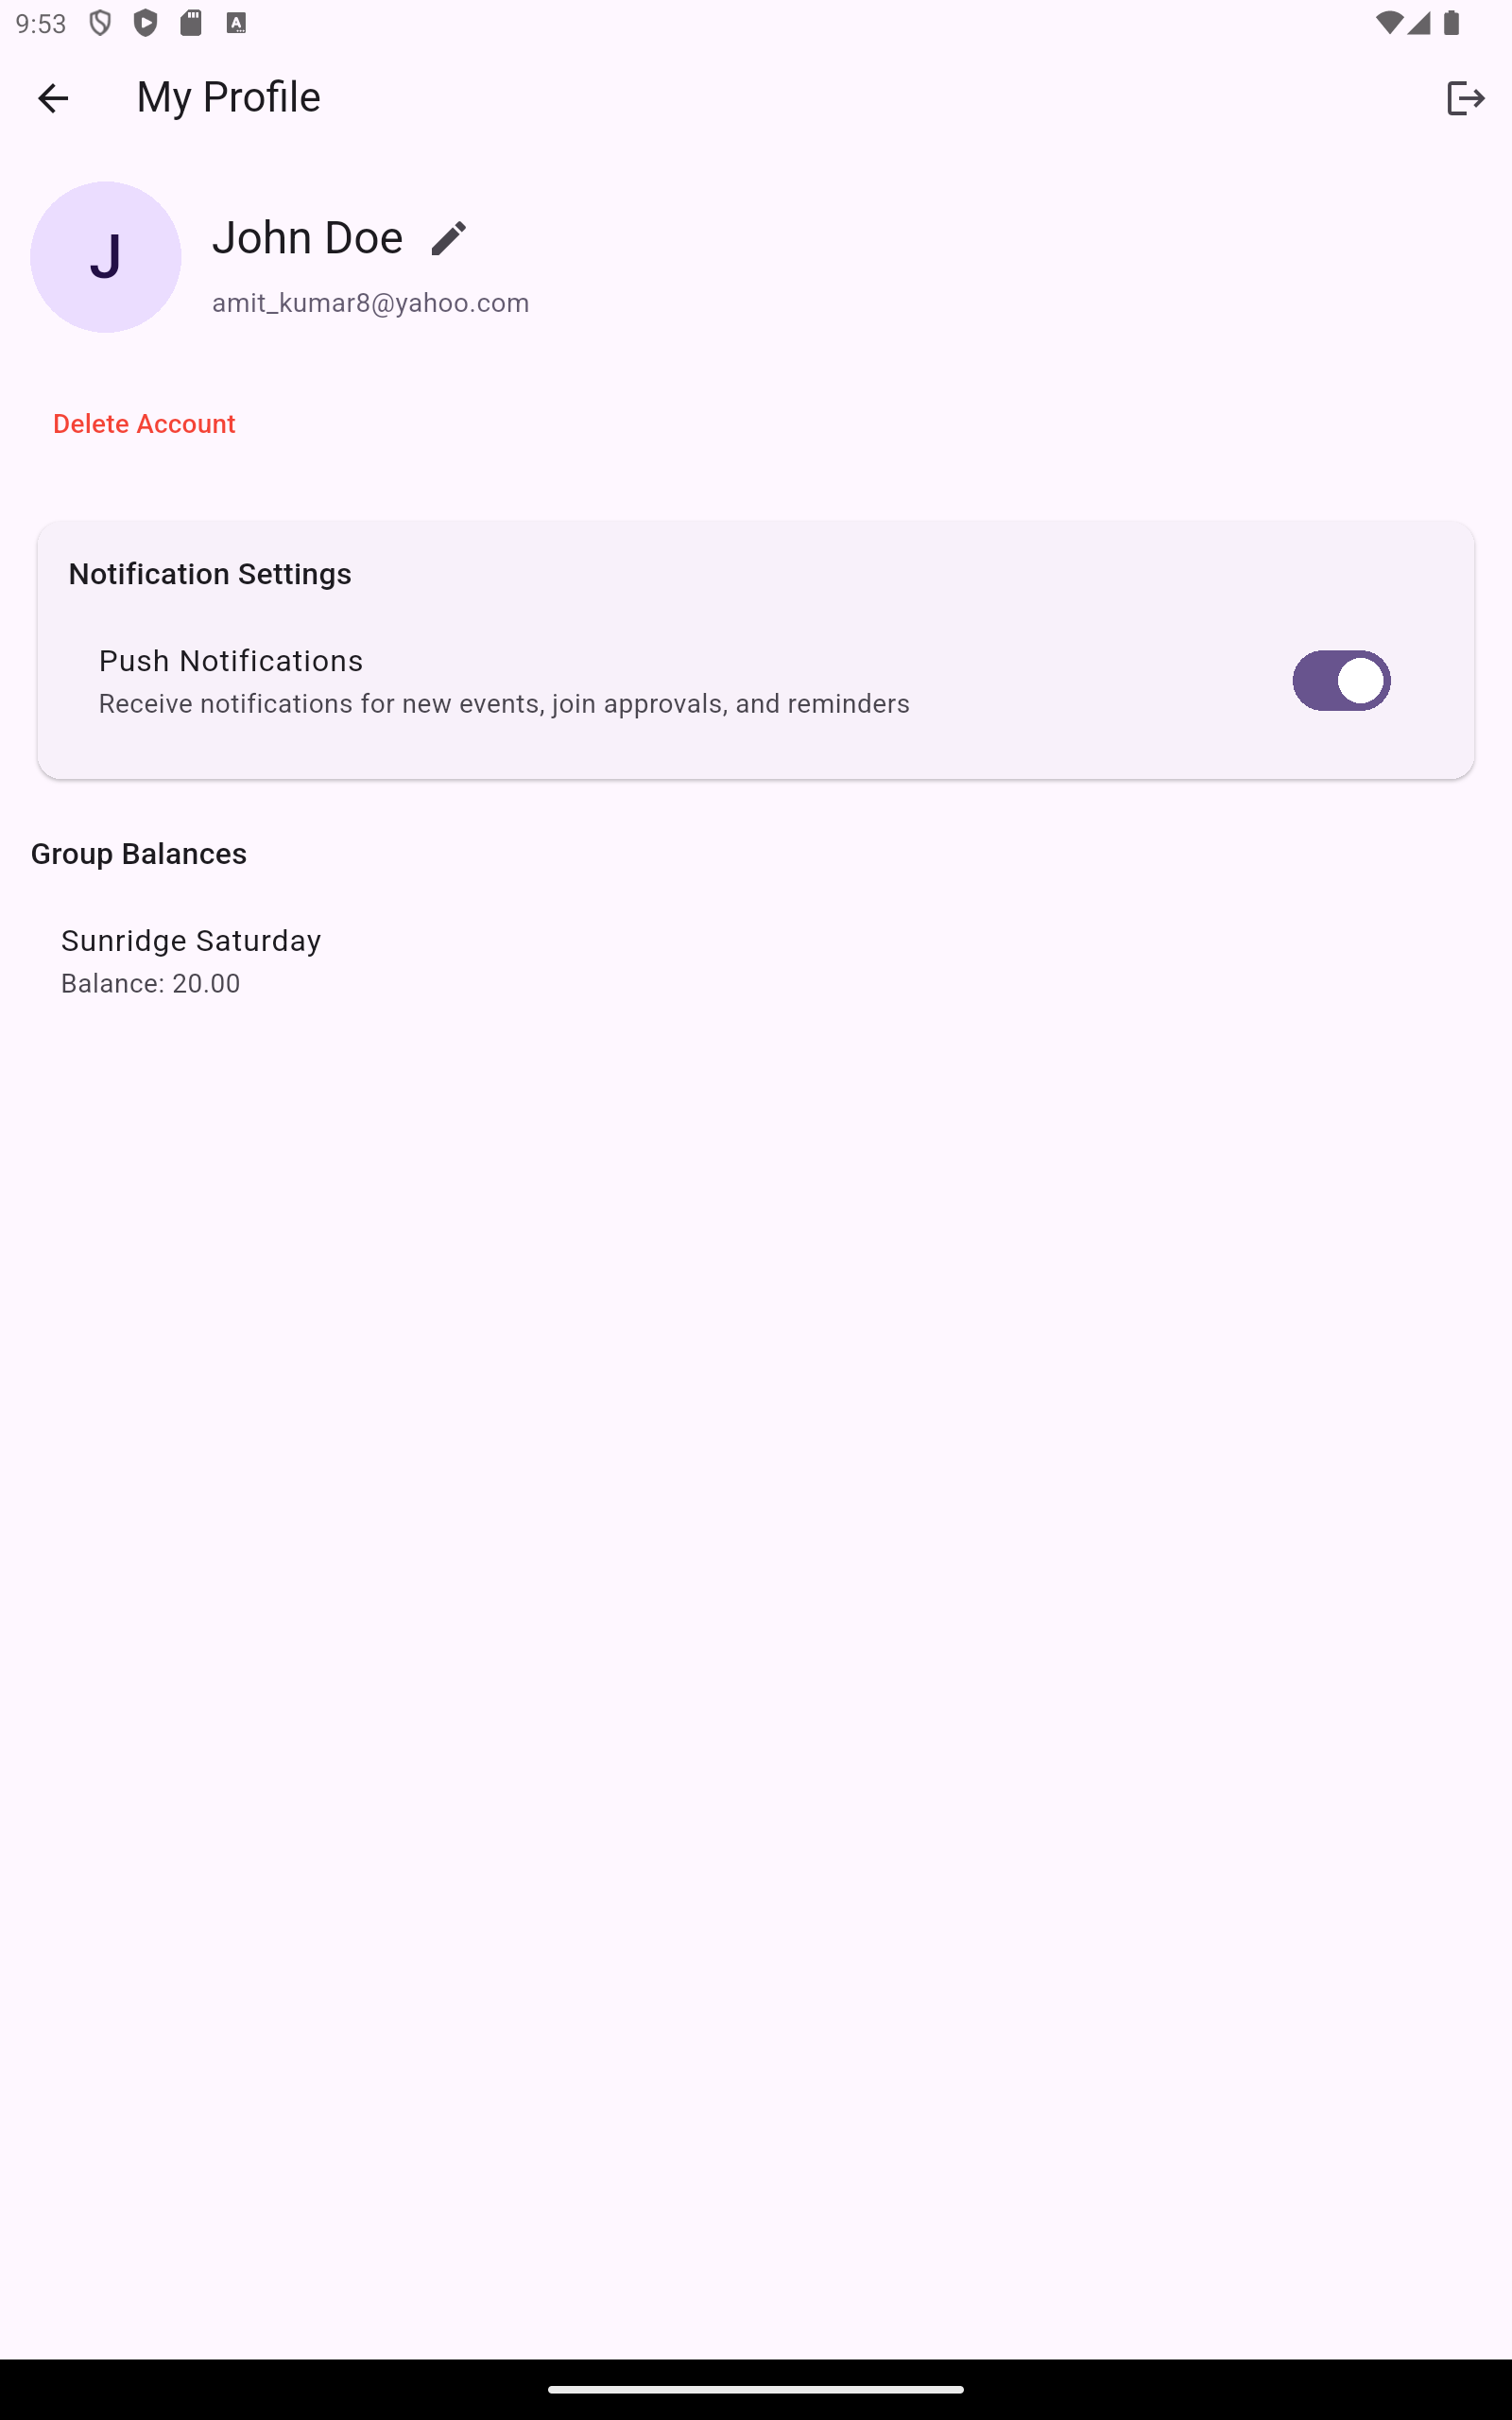 9:53
My Profile
J
John Doe
amit_kumar8@yahoo.com
Delete Account
Notification Settings
Push Notifications
Receive notifications for new events, join approvals, and reminders
Group Balances
Sunridge Saturday
Balance: 20.00